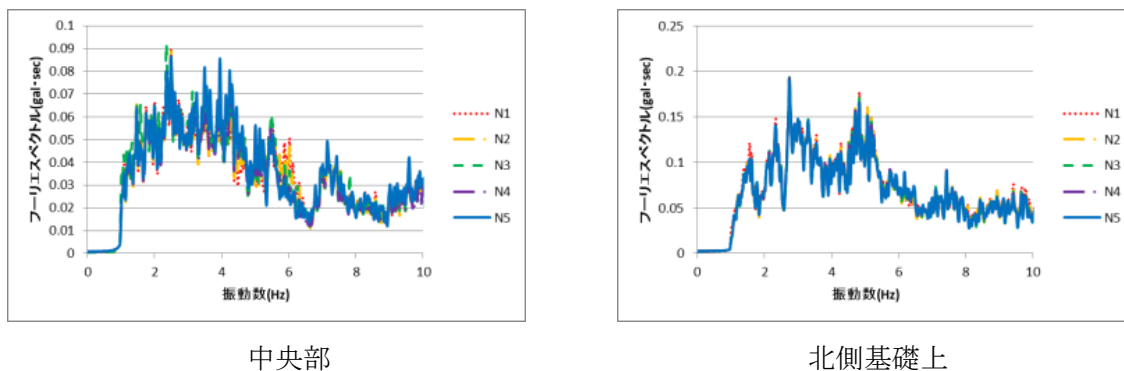 フーリエスペクトル(gal・sec)
0.1
0.09
0.08
0.07
0.06
0.05
0.04
0.03
0.02
0.01
0
0 2 4 6 8 10
振動数(Hz)
N1
N2
N3
N4
N5
中央部
フーリエスペクトル(gal・sec)
0.25
0.2
0.15
0.1
0.05
0
0 2 4 6 8 10
振動数(Hz)
N1
N2
N3
N4
N5
北側基礎上